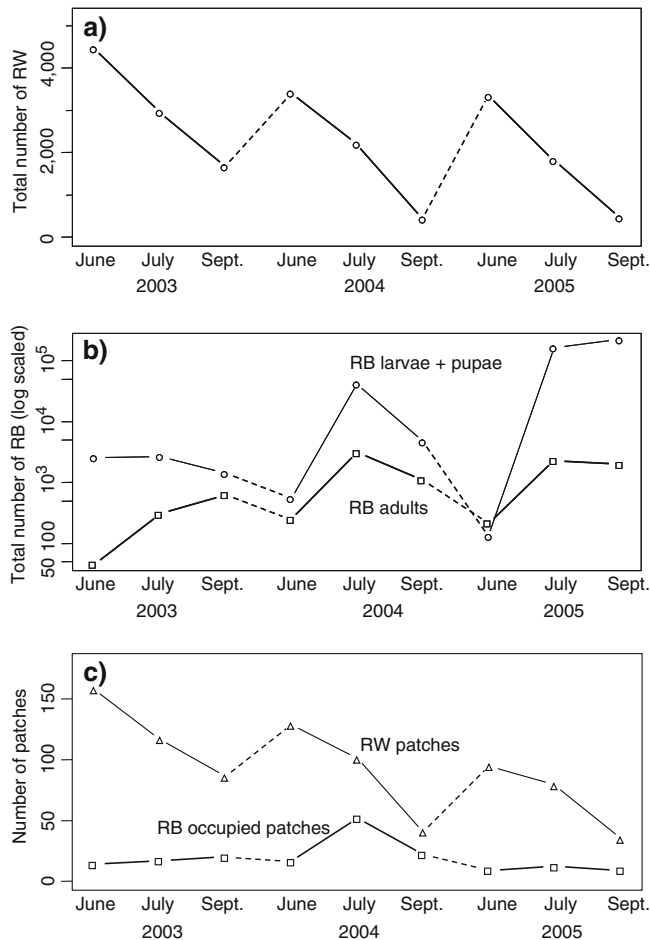 a)
Total number of RW
4,000
2,000
0
June July Sept. June July Sept. June July Sept.
2003 2004 2005
b)
Total number of RB (log scaled)
10^5
10^4
10^3
100
50
RB larvae + pupae
RB adults
June July Sept. June July Sept. June July Sept.
2003 2004 2005
c)
Number of patches
150
100
50
0
RW patches
RB occupied patches
June July Sept. June July Sept. June July Sept.
2003 2004 2005